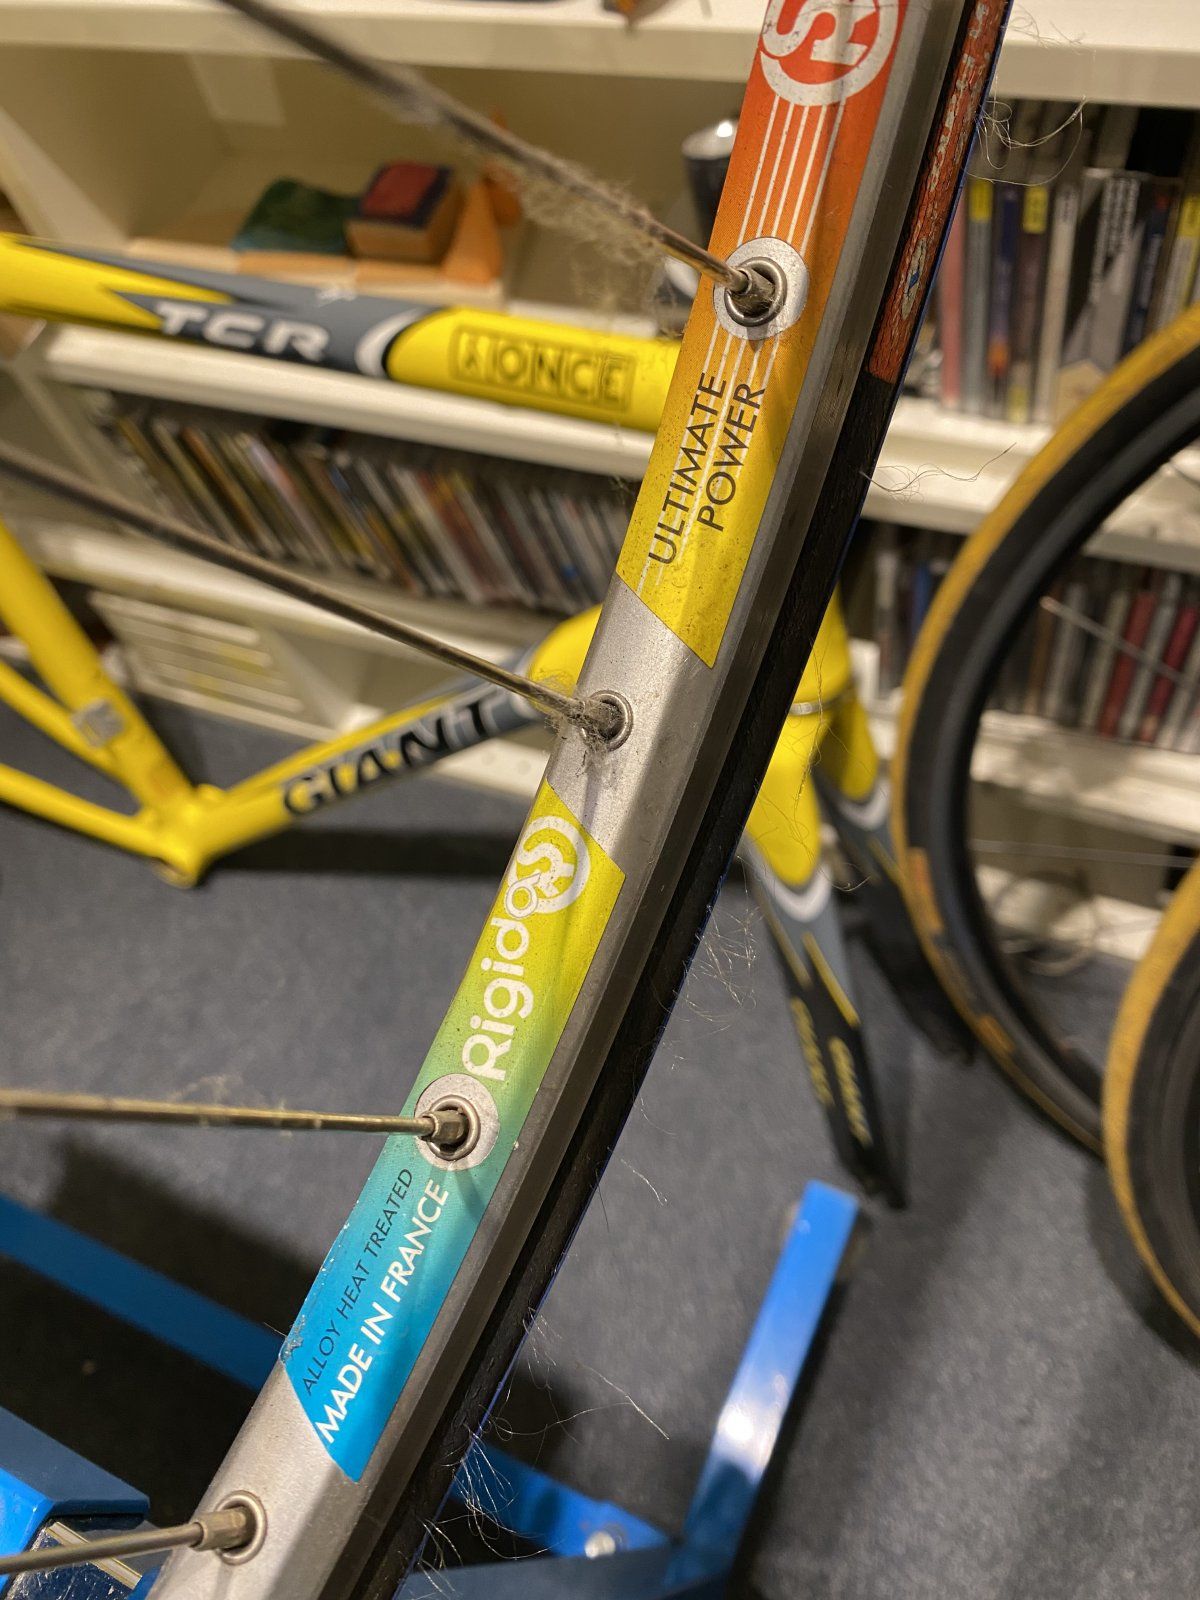 TCR
ONCE
ULTIMATE
POWER
GIANT
Rigida
ALLOY HEAT TREATED
MADE IN FRANCE